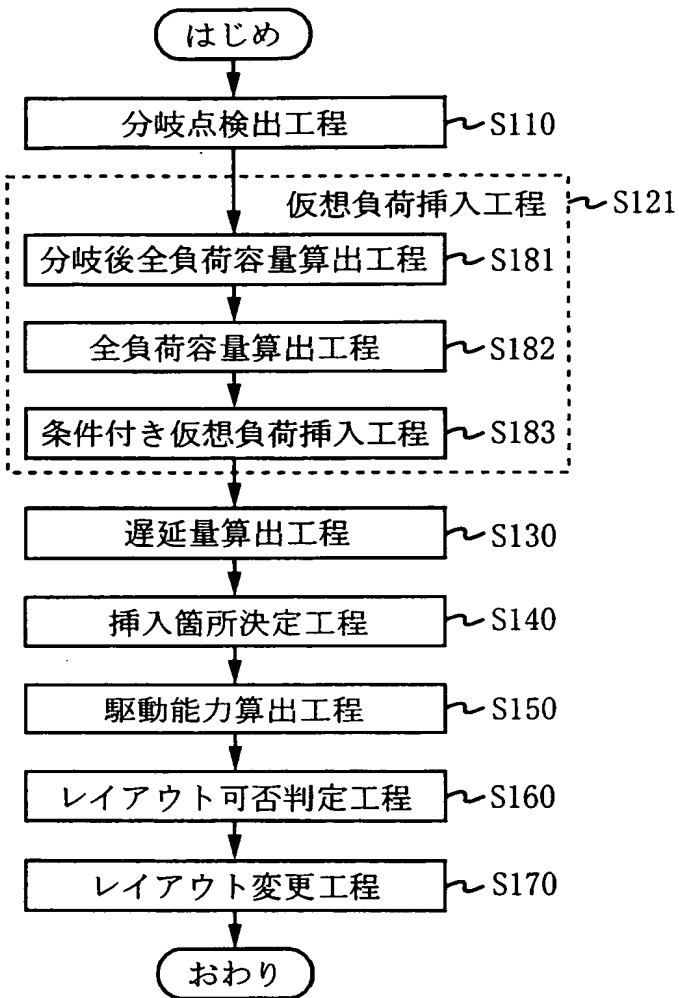 はじめ
分岐点検出工程 S110
仮想負荷挿入工程 S121
分岐後全負荷容量算出工程 S181
全負荷容量算出工程 S182
条件付き仮想負荷挿入工程 S183
遅延量算出工程 S130
挿入箇所決定工程 S140
駆動能力算出工程 S150
レイアウト可否判定工程 S160
レイアウト変更工程 S170
おわり